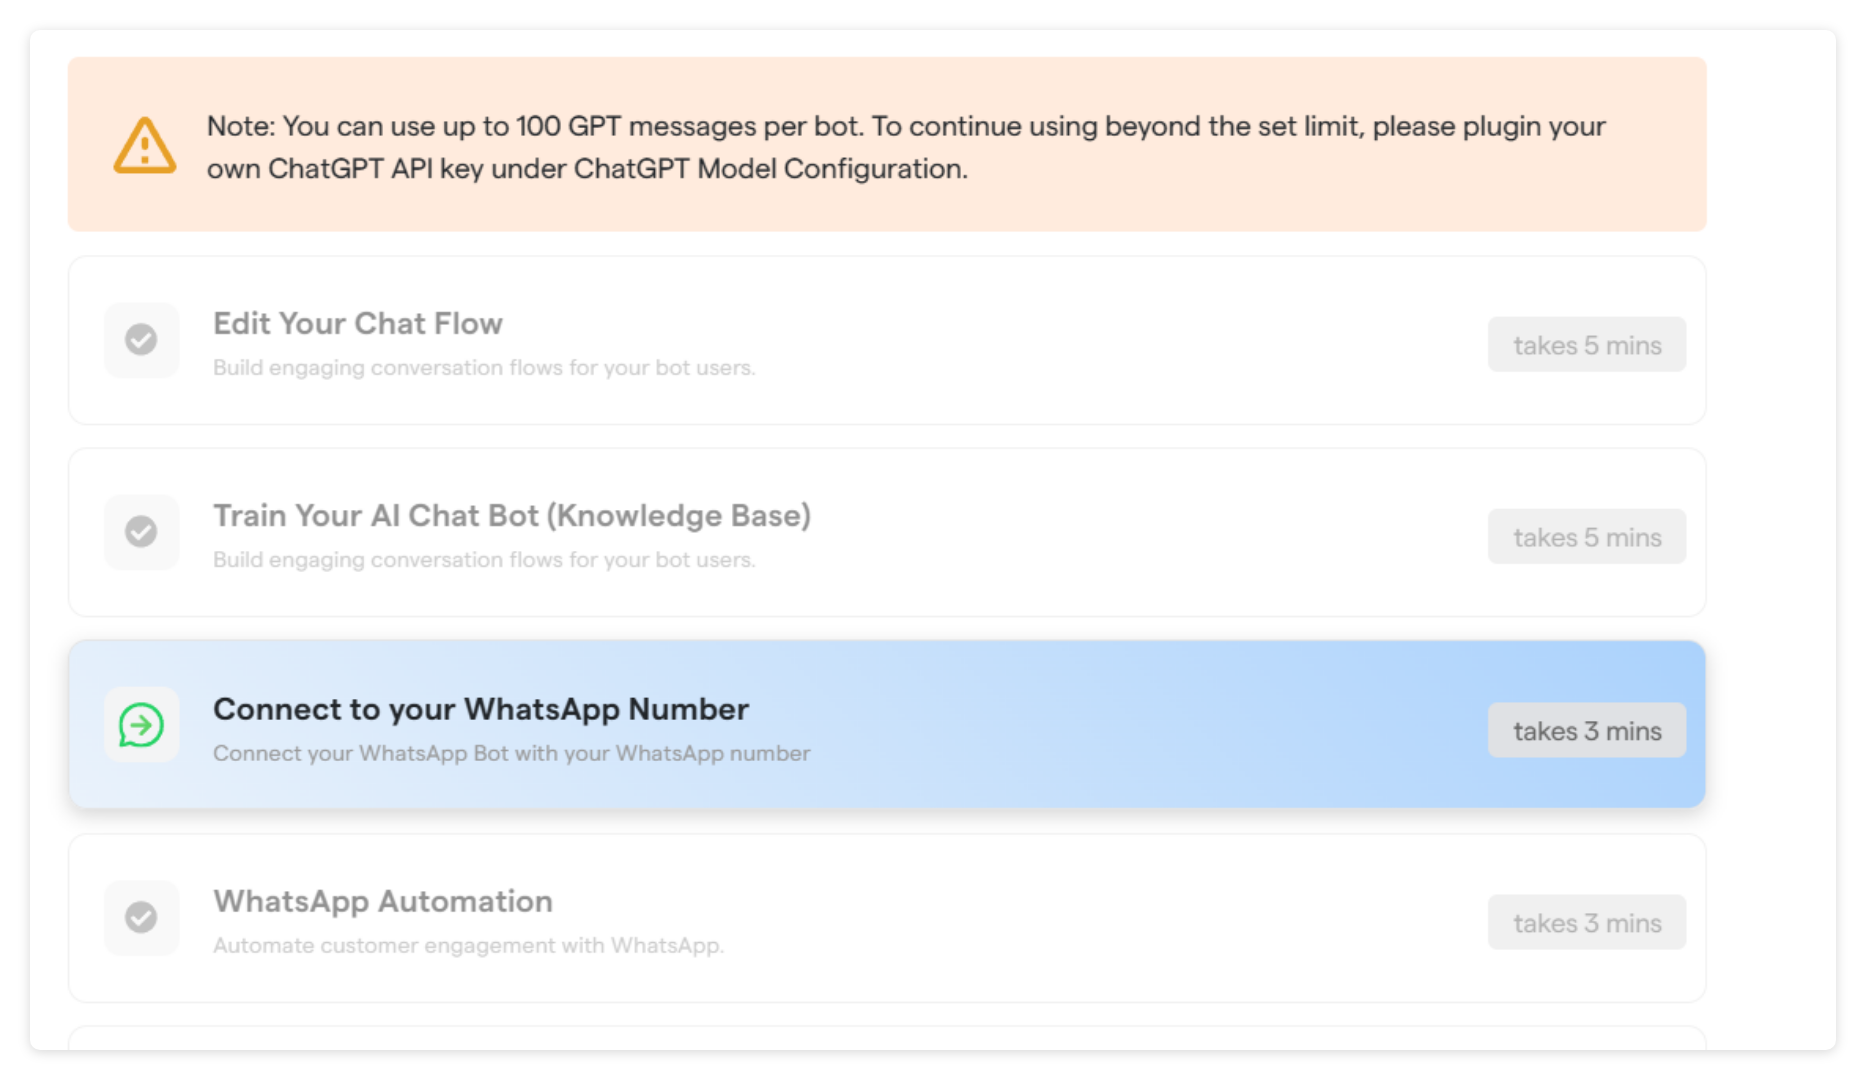 Note: You can use up to 100 GPT messages per bot. To continue using beyond the set limit, please plugin your
own ChatGPT API key under ChatGPT Model Configuration.
Edit Your Chat Flow
Build engaging conversation flows for your bot users.
takes 5 mins
Train Your AI Chat Bot (Knowledge Base)
Build engaging conversation flows for your bot users.
takes 5 mins
Connect to your WhatsApp Number
Connect your WhatsApp Bot with your WhatsApp number
takes 3 mins
WhatsApp Automation
Automate customer engagement with WhatsApp.
takes 3 mins